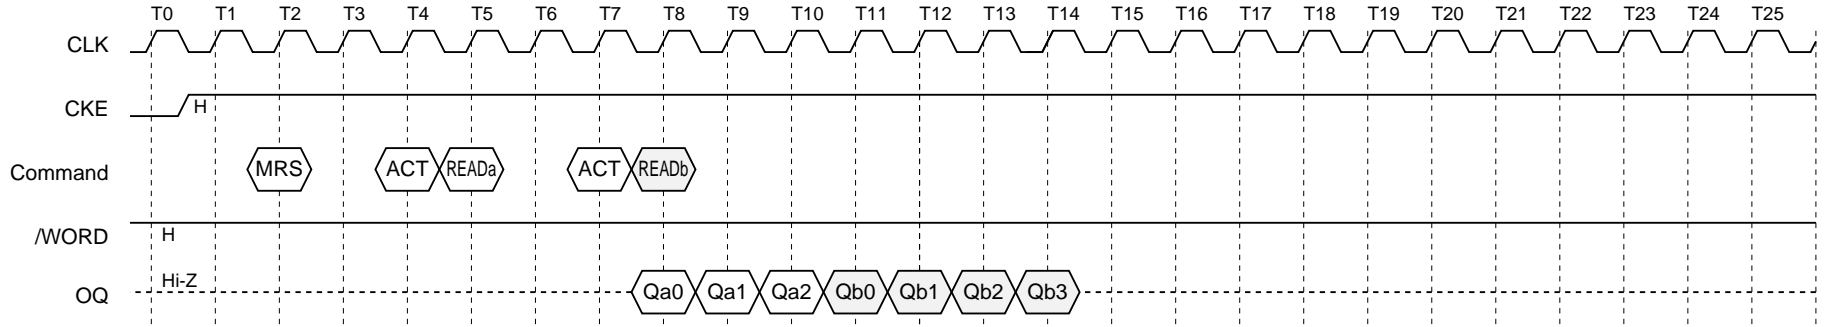 T0 T1 T2 T3 T4 T5 T6 T7 T8 T9 T10 T11 T12 T13 T14 T15 T16 T17 T18 T19 T20 T21 T22 T23 T24 T25
CLK
CKE H
Command MRS ACT READa ACT READb
/WORD H
OQ Hi-Z Qa0 Qa1 Qa2 Qb0 Qb1 Qb2 Qb3